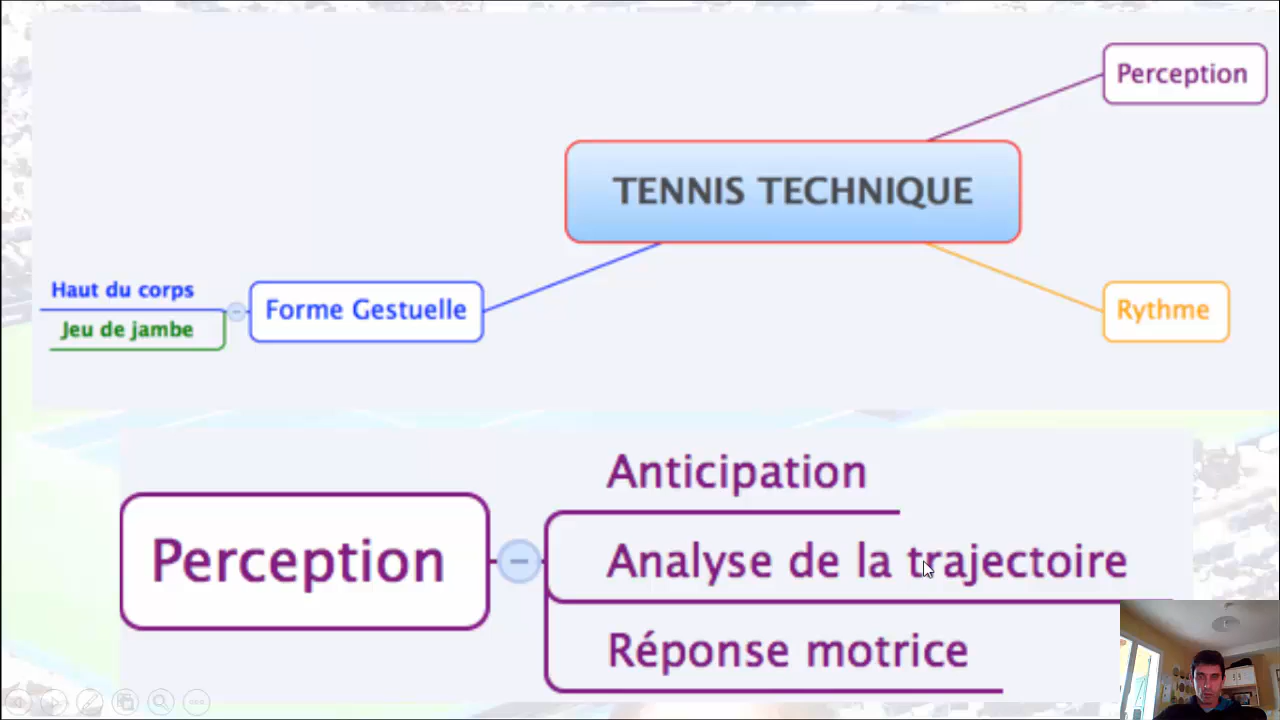 Perception
TENNIS TECHNIQUE
Haut du corps
Forme Gestuelle
Jeu de jambe
Rythme
Anticipation
Perception
Analyse de la trajectoire
Réponse motrice